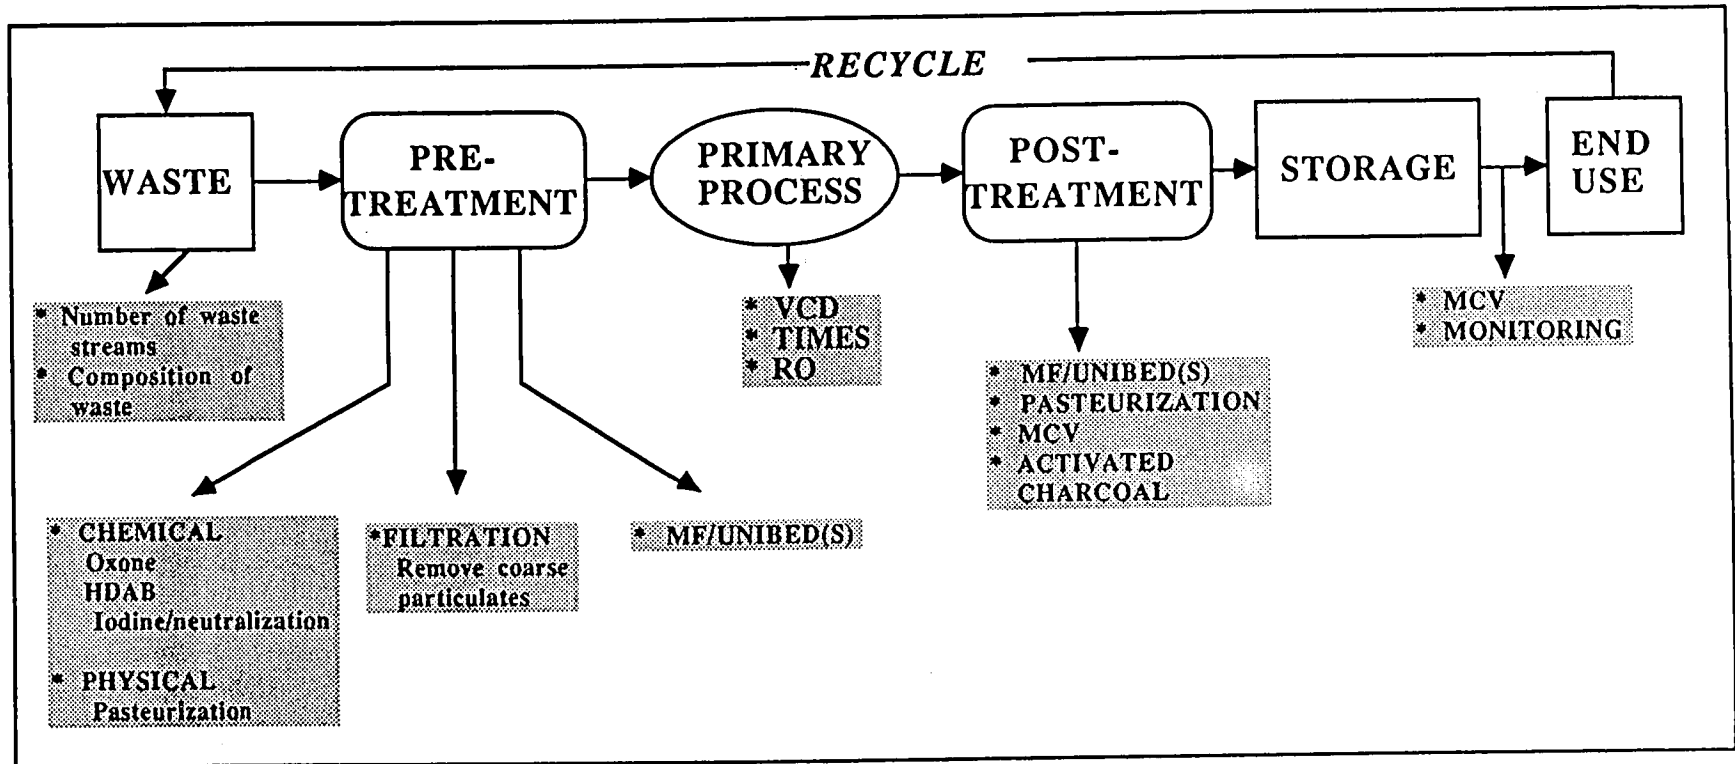 RECYCLE
WASTE
PRE-
TREATMENT
PRIMARY
PROCESS
POST-
TREATMENT
STORAGE
END
USE
* Number of waste
streams
* Composition of
waste
* VCD
* TIMES
* RO
* MCV
* MONITORING
* MF/UNIBED(S)
* PASTEURIZATION
* MCV
* ACTIVATED
CHARCOAL
* CHEMICAL
Oxone
HDAB
Iodine/neutralization
* PHYSICAL
Pasteurization
*FILTRATION
Remove coarse
particulates
* MF/UNIBED(S)